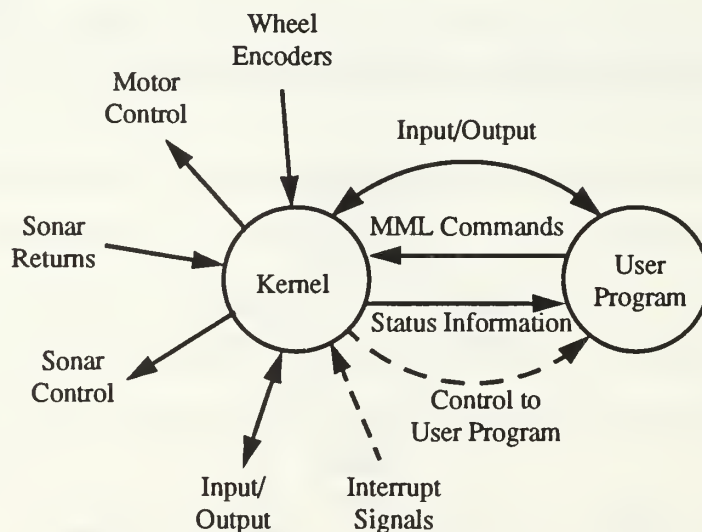 Wheel
Encoders
Motor
Control
Input/Output
Sonar
Returns
MML Commands
Kernel
User
Program
Status Information
Sonar
Control
Control to
User Program
Input/
Output
Interrupt
Signals